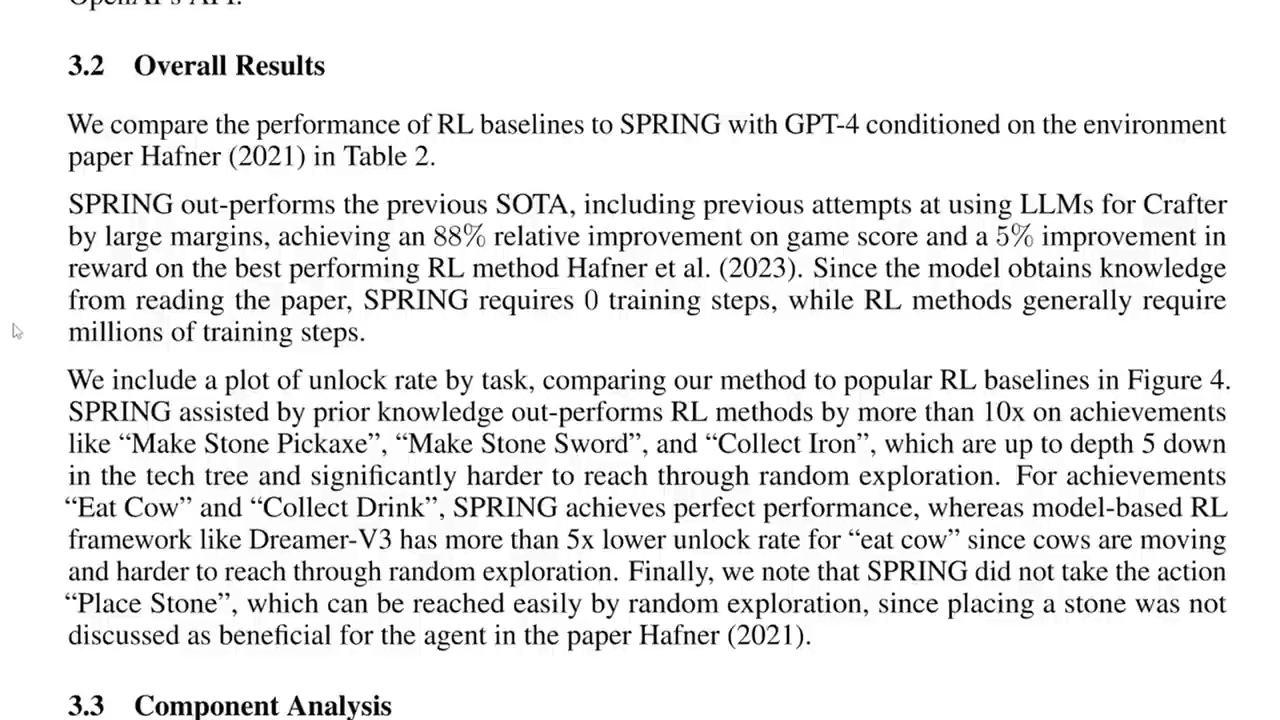 OpenAI's API.
3.2 Overall Results
We compare the performance of RL baselines to SPRING with GPT-4 conditioned on the environment
paper Hafner (2021) in Table 2.
SPRING out-performs the previous SOTA, including previous attempts at using LLMs for Crafter
by large margins, achieving an 88% relative improvement on game score and a 5% improvement in
reward on the best performing RL method Hafner et al. (2023). Since the model obtains knowledge
from reading the paper, SPRING requires 0 training steps, while RL methods generally require
millions of training steps.
We include a plot of unlock rate by task, comparing our method to popular RL baselines in Figure 4.
SPRING assisted by prior knowledge out-performs RL methods by more than 10x on achievements
like “Make Stone Pickaxe”, “Make Stone Sword”, and “Collect Iron”, which are up to depth 5 down
in the tech tree and significantly harder to reach through random exploration. For achievements
“Eat Cow” and “Collect Drink”, SPRING achieves perfect performance, whereas model-based RL
framework like Dreamer-V3 has more than 5x lower unlock rate for “eat cow” since cows are moving
and harder to reach through random exploration. Finally, we note that SPRING did not take the action
“Place Stone”, which can be reached easily by random exploration, since placing a stone was not
discussed as beneficial for the agent in the paper Hafner (2021).
3.3 Component Analysis